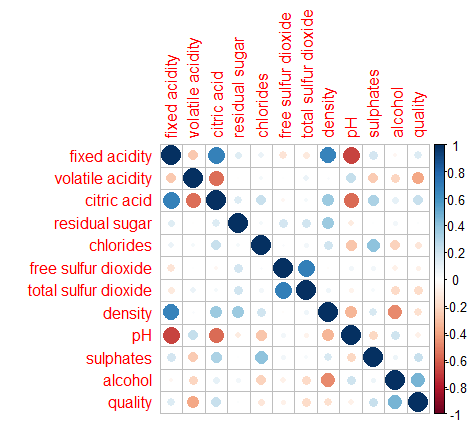 fixed acidity
volatile acidity
citric acid
residual sugar
chlorides
free sulfur dioxide
total sulfur dioxide
density
pH
sulphates
alcohol
quality
fixed acidity
volatile acidity
citric acid
residual sugar
chlorides
free sulfur dioxide
total sulfur dioxide
density
pH
sulphates
alcohol
quality
1
0.8
0.6
0.4
0.2
0
-0.2
-0.4
-0.6
-0.8
-1